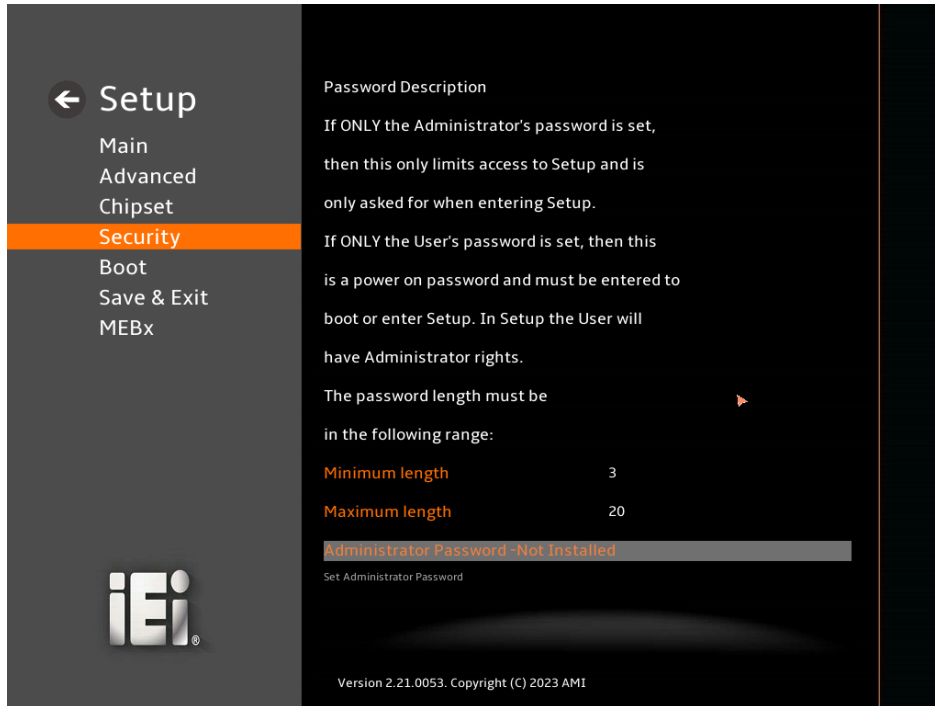 Setup
Main
Advanced
Chipset
Security
Boot
Save & Exit
MEBx
Password Description
If ONLY the Administrator's password is set,
then this only limits access to Setup and is
only asked for when entering Setup.
If ONLY the User's password is set, then this
is a power on password and must be entered to
boot or enter Setup. In Setup the User will
have Administrator rights.
The password length must be
in the following range:
Minimum length 3
Maximum length 20
Administrator Password -Not Installed
Set Administrator Password
iEi®
Version 2.21.0053. Copyright (C) 2023 AMI